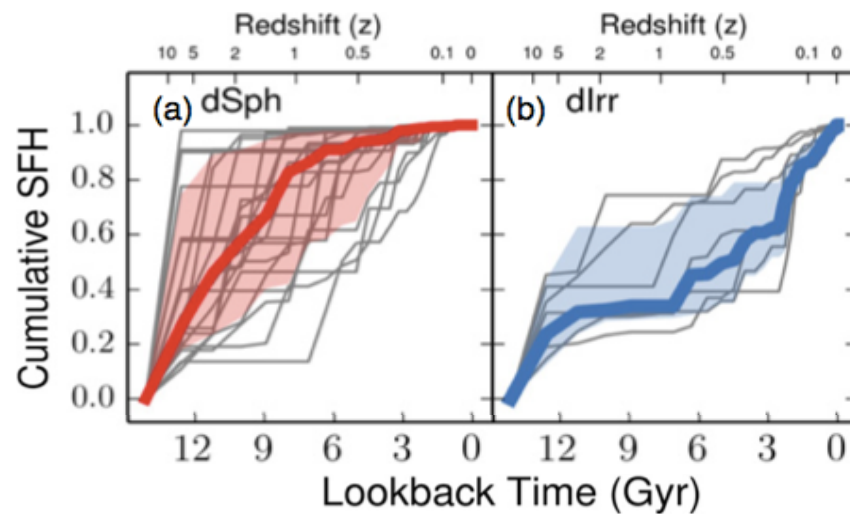 Redshift (z) Redshift (z)
10 5 2 1 0.5 0.1 0 10 5 2 1 0.5 0.1 0
(a) dSph (b) dIrr
1.0
0.8
0.6
0.4
0.2
0.0
Cumulative SFH
12 9 6 3 0 12 9 6 3 0
Lookback Time (Gyr)